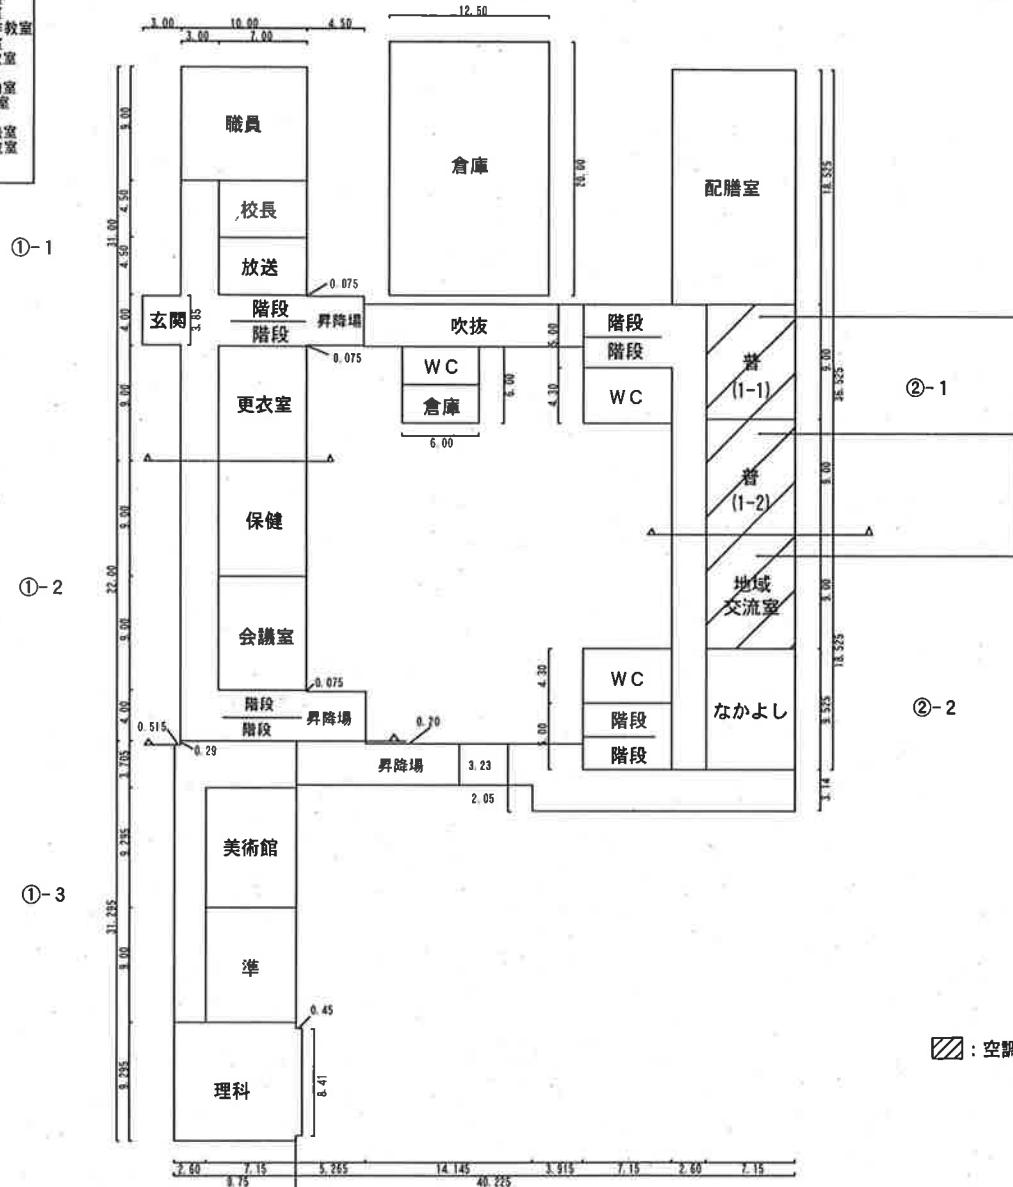 教室
室
室
室
室
室
室
3.00 10.00 4.50
3.00 7.00
12.50
職員
倉庫
配膳室
校長
放送
①-1
31.00
9.00
4.50
4.50
4.00
9.00
20.00
18.525
0.075
玄関
3.85
階段
階段
昇降場
吹抜
0.075
5.00
4.30
階段
階段
WC
WC
倉庫
6.00
6.00
普
(1-1)
9.00
36.525
②-1
更衣室
普
(1-2)
9.00
保健
9.00
①-2
22.00
会議室
9.00
地域
交流室
9.00
18.525
0.075
階段
階段
昇降場
4.00
4.30
5.00
WC
階段
階段
なかよし
9.525
②-2
0.515
0.29
0.20
3.705
昇降場
3.23
2.05
3.14
美術館
9.295
①-3
31.295
準
9.00
0.45
理科
8.41
9.295
:空調
2.60 7.15 5.265 14.145 3.915 7.15 2.60 7.15
9.75 40.225